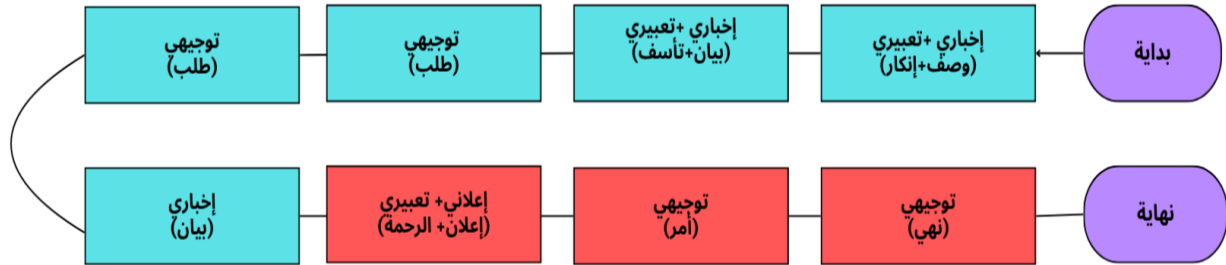 بداية
إخباري +تعبيري
(وصف+إنكار)
إخباري +تعبيري
(بيان+تأسف)
توجيهي
(طلب)
توجيهي
(طلب)
إخباري
(بيان)
إعلاني+ تعبيري
(إعلان+ الرحمة)
توجيهي
(أمر)
توجيهي
(نهي)
نهاية